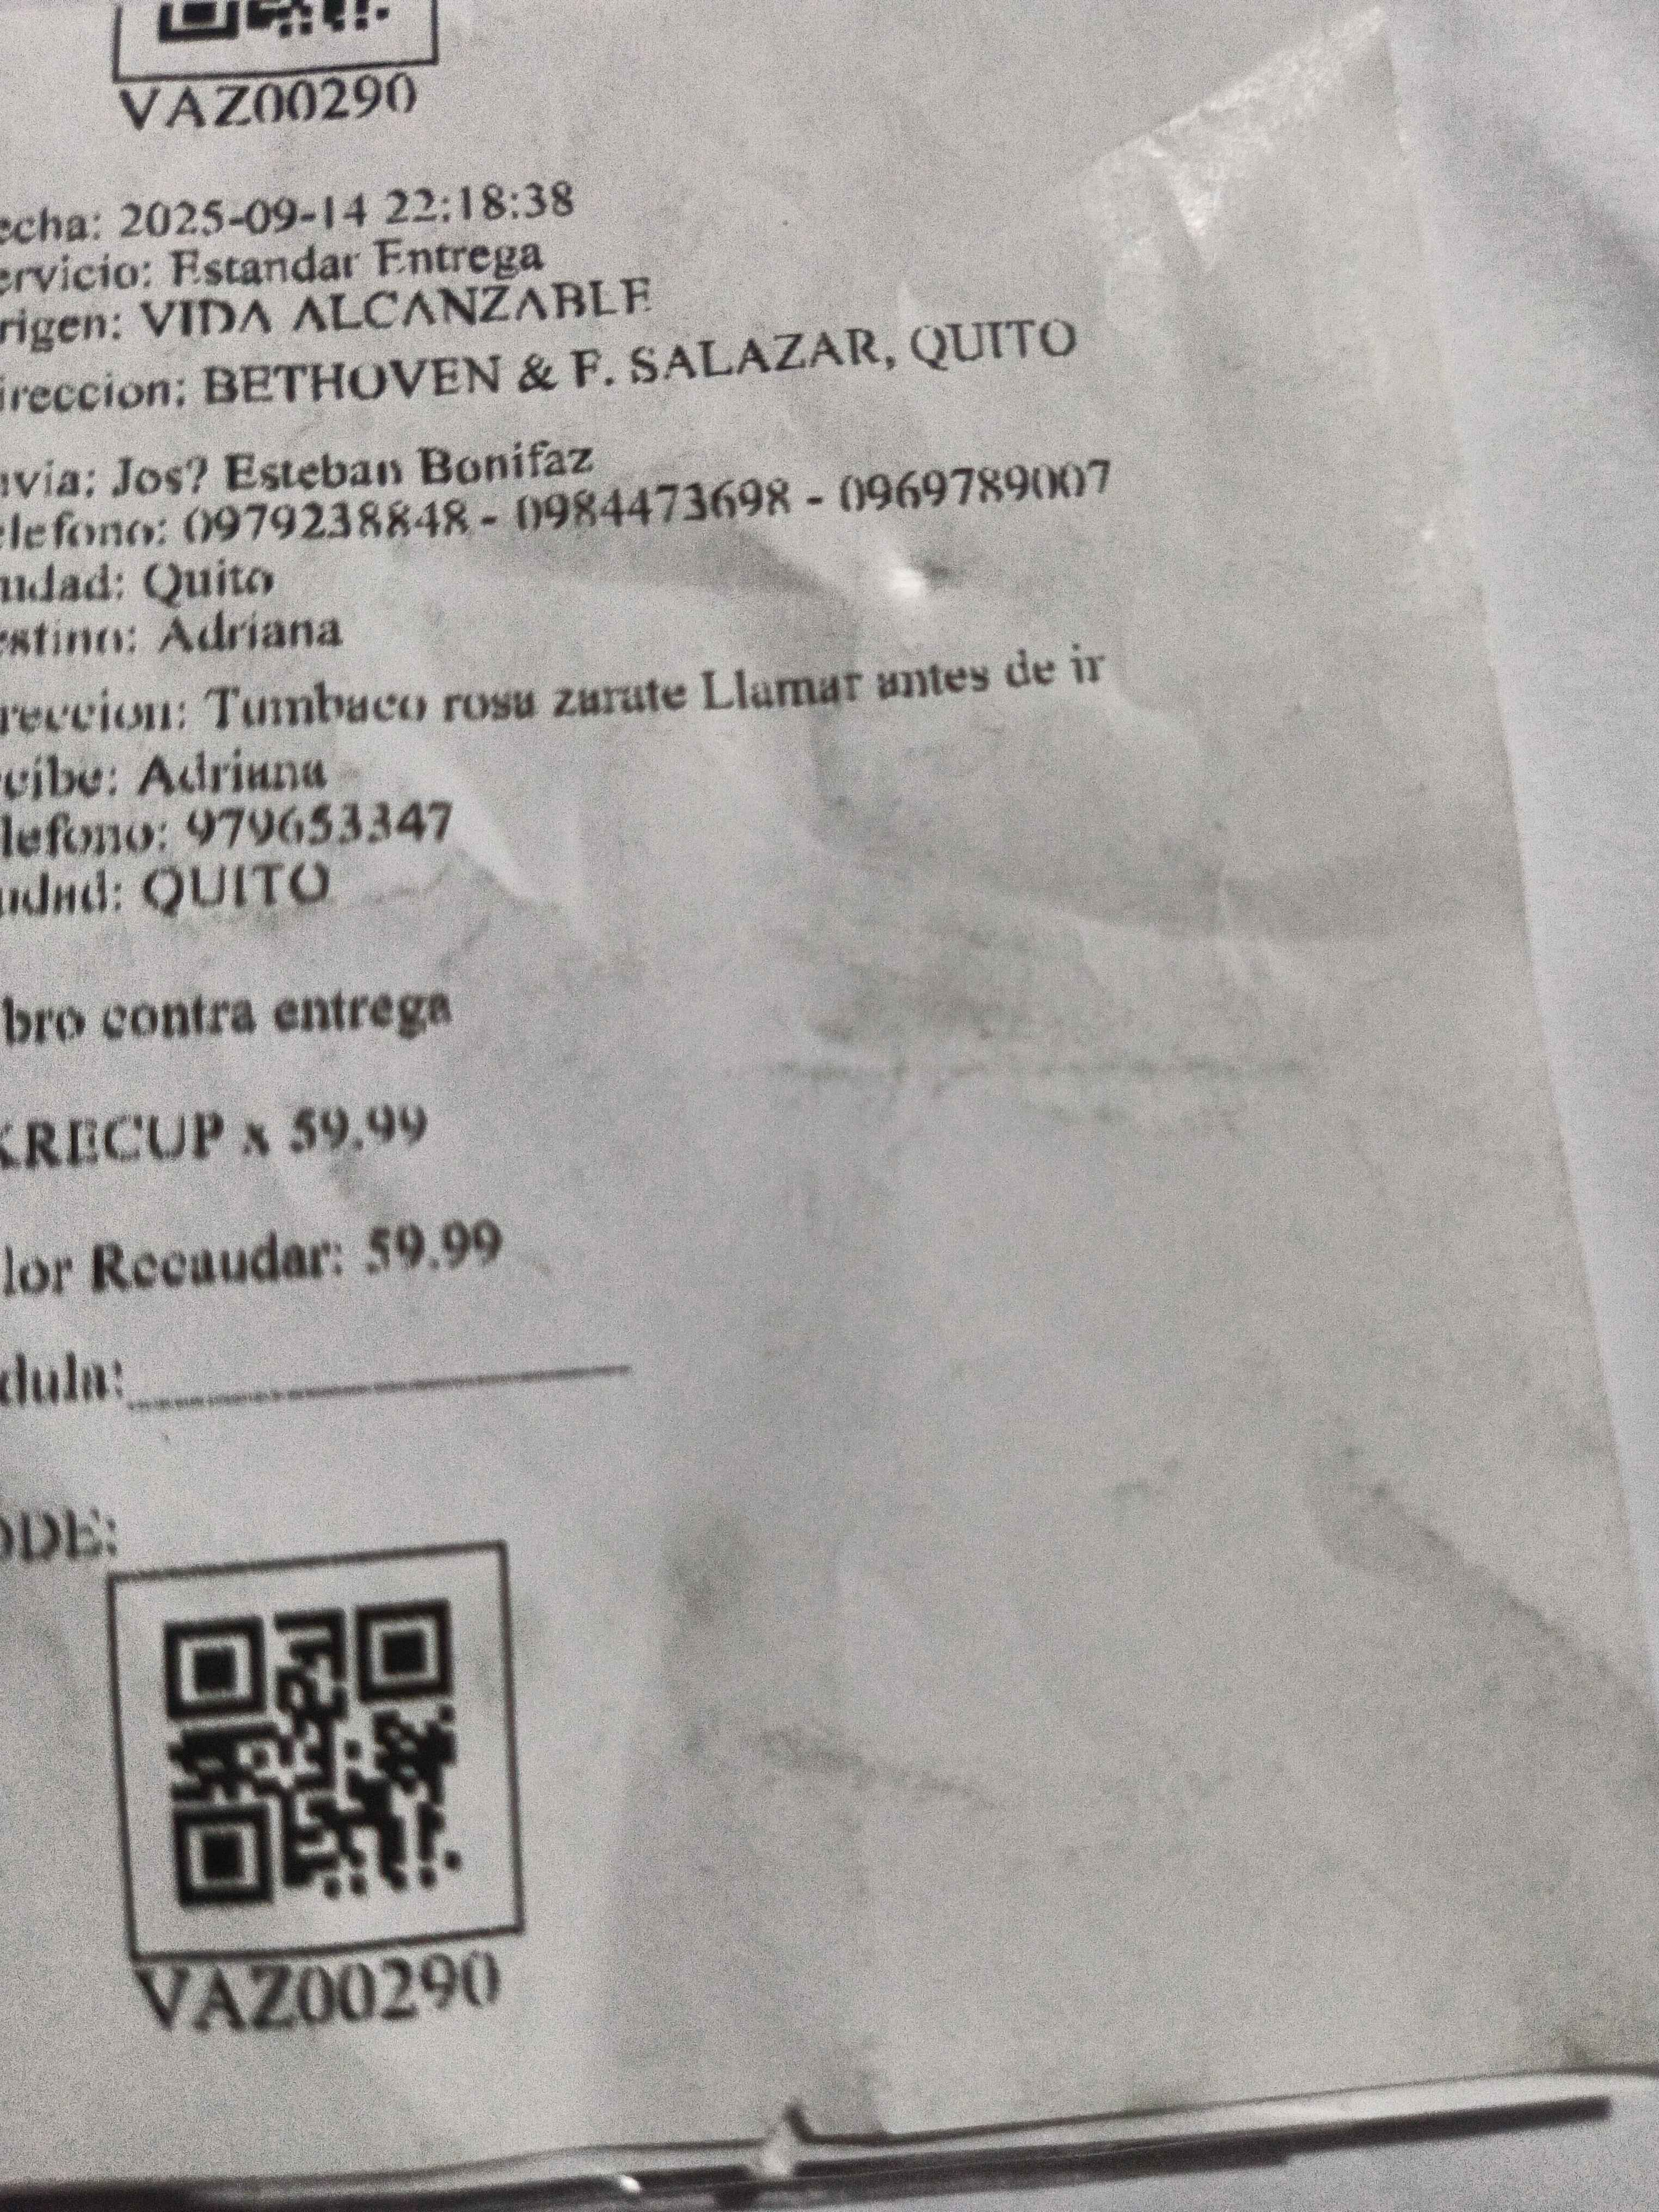 VAZ00290
echa: 2025-09-14 22:18:38
ervicio: Estandar Entrega
rigen: VIDA ALCANZABLE
ireccion: BETHOVEN & F. SALAZAR, QUITO
nvia: Jos? Esteban Bonifaz
elefono: 0979238848 - 0984473698 - 0969789007
udad: Quito
estino: Adriana
reccion: Tumbaco rosa zarate Llamar antes de ir
cibe: Adriana
lefono: 979653347
udad: QUITO
bro contra entrega
KRECUP x 59.99
lor Recaudar: 59.99
dula:
ODE:
VAZ00290